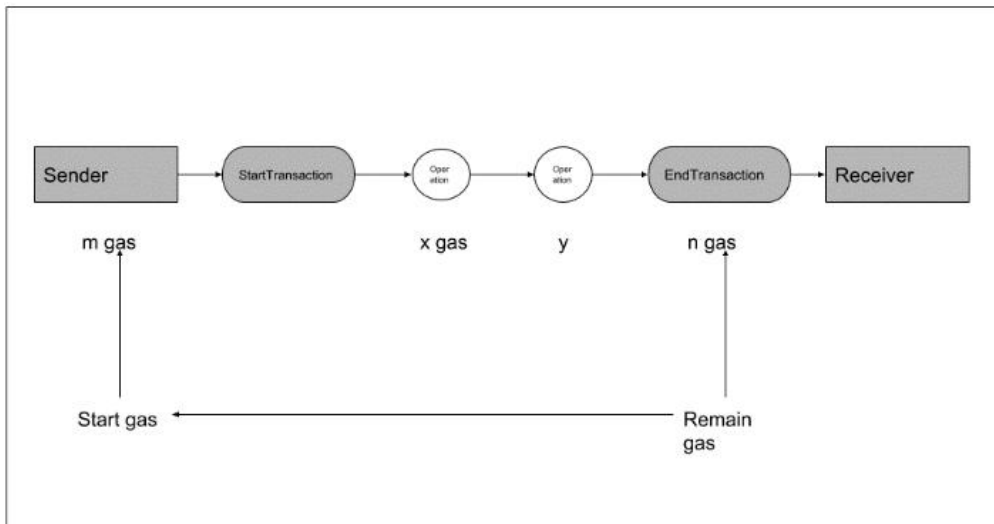 Sender
StartTransaction
Oper
ation
Oper
ation
EndTransaction
Receiver
m gas
x gas
y
n gas
Start gas
Remain
gas